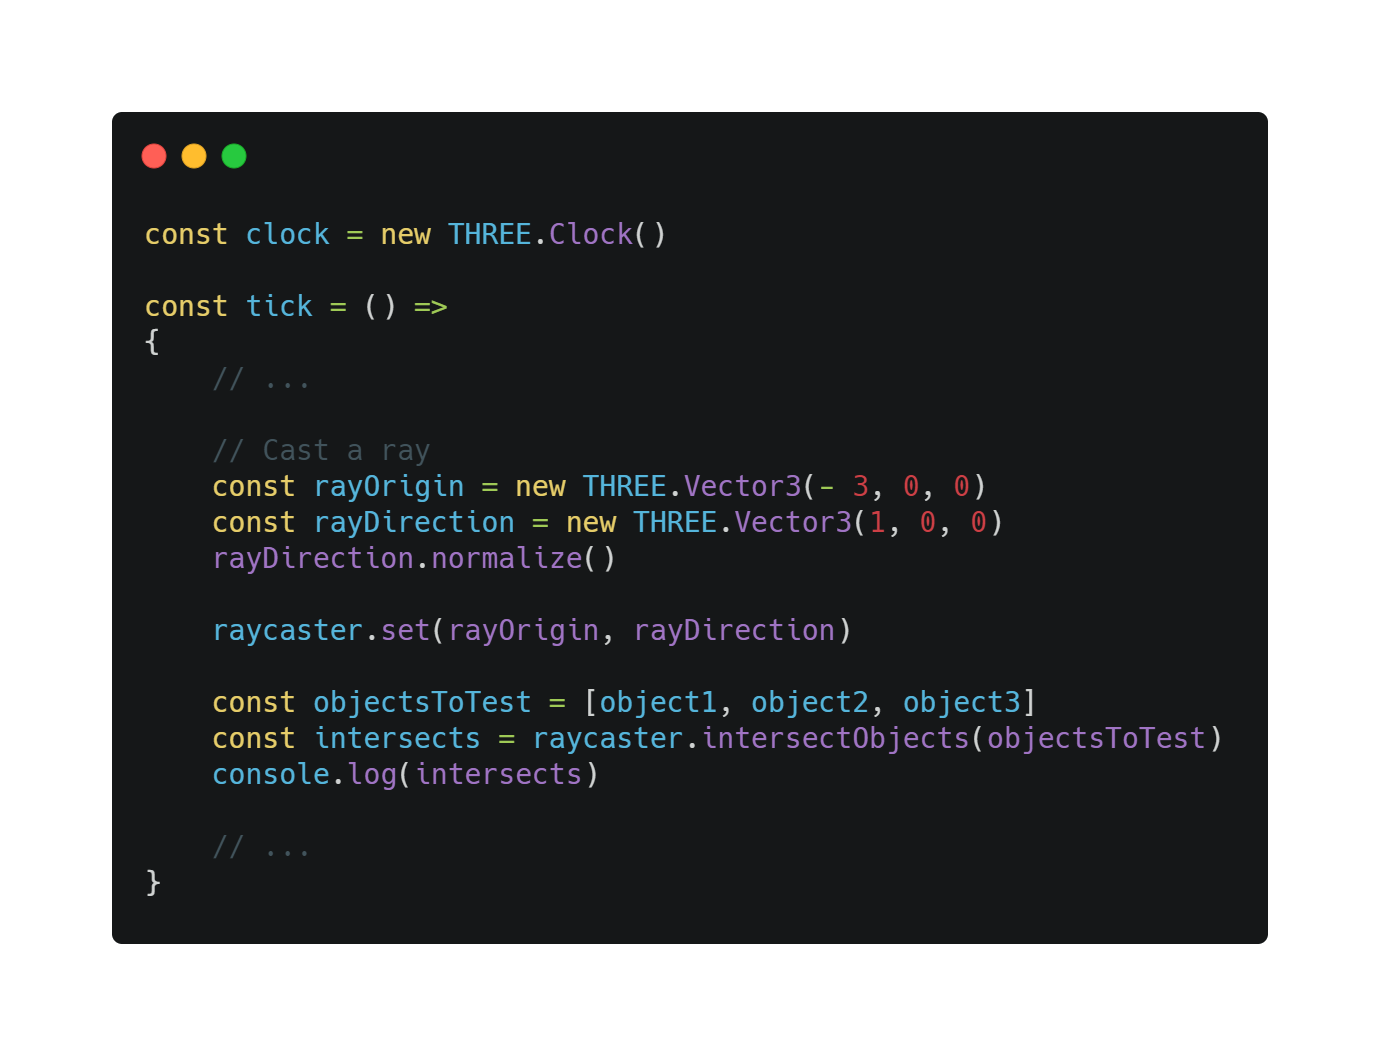 const clock = new THREE.Clock()

const tick = () =>
{
    // ...

    // Cast a ray
    const rayOrigin = new THREE.Vector3(- 3, 0, 0)
    const rayDirection = new THREE.Vector3(1, 0, 0)
    rayDirection.normalize()

    raycaster.set(rayOrigin, rayDirection)

    const objectsToTest = [object1, object2, object3]
    const intersects = raycaster.intersectObjects(objectsToTest)
    console.log(intersects)

    // ...
}